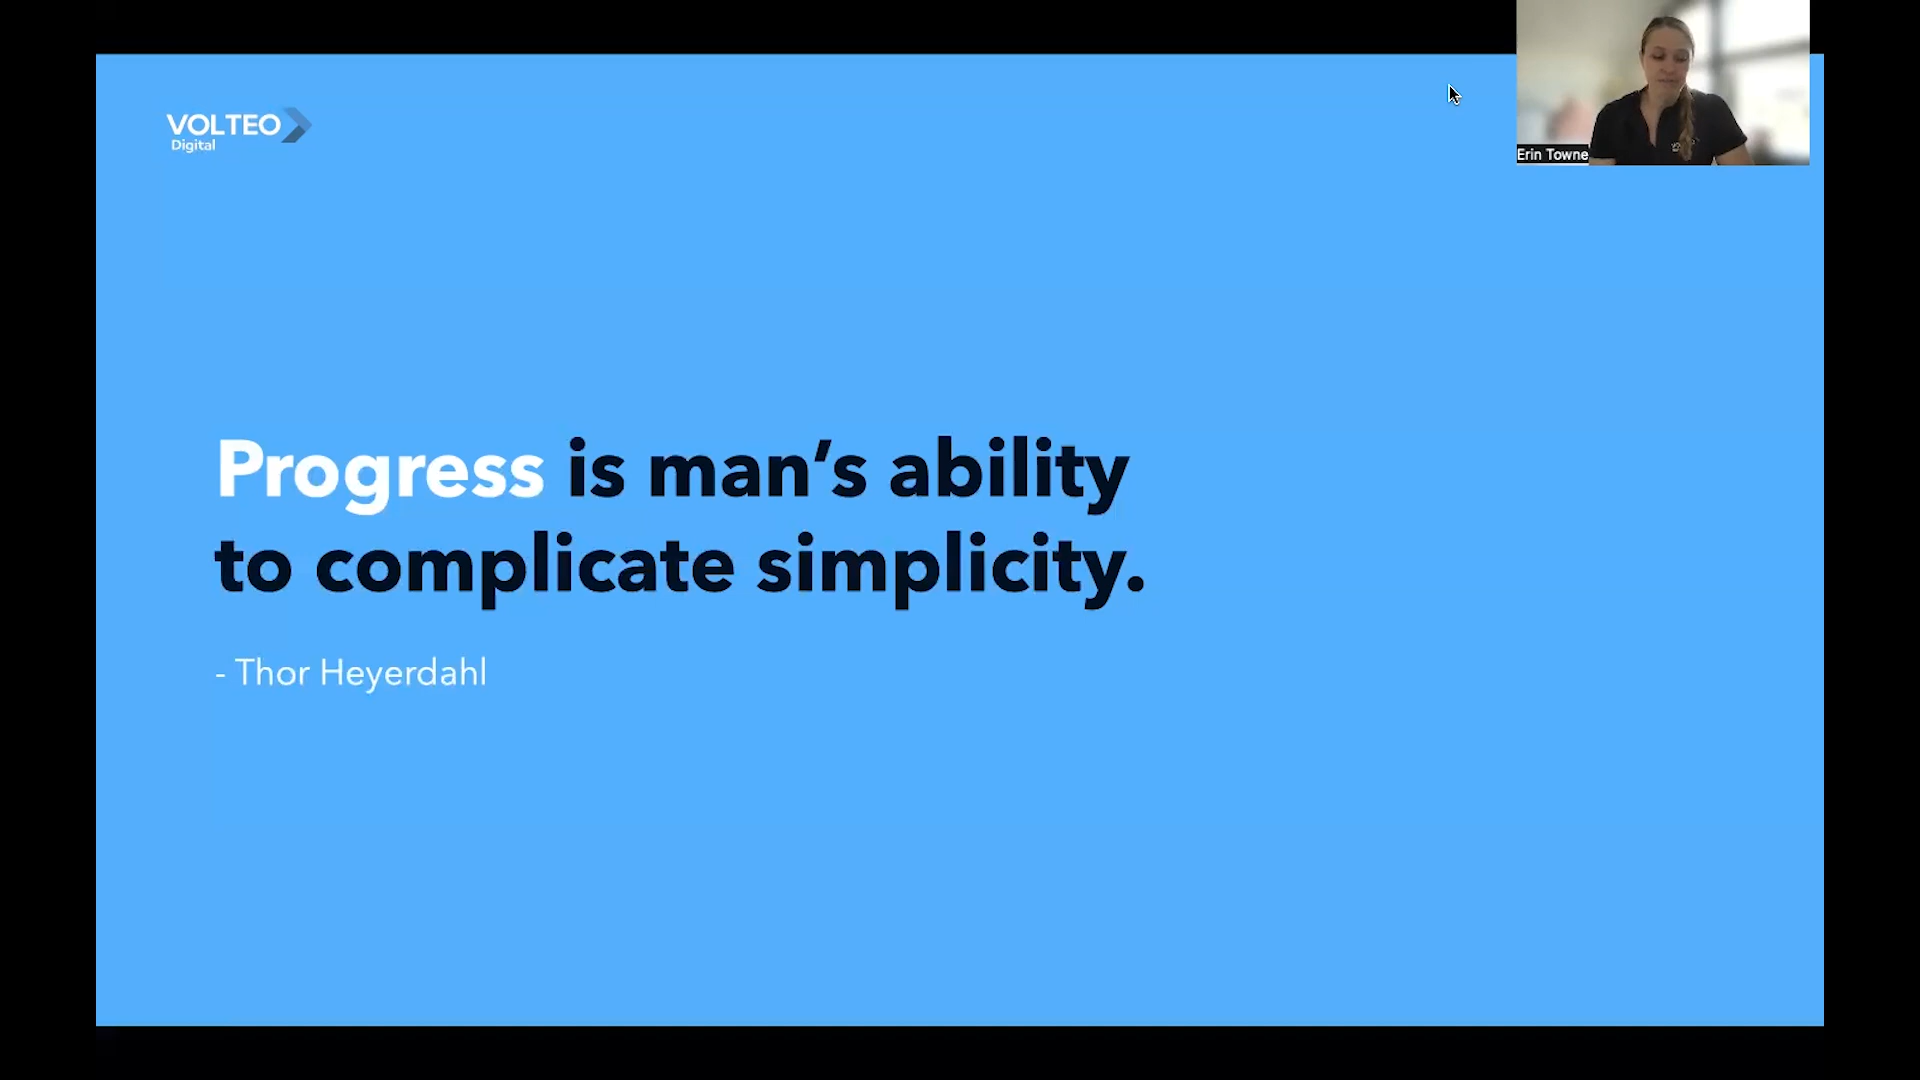 VOLTEO
Digital
Erin Towne
Progress is man’s ability
to complicate simplicity.
- Thor Heyerdahl